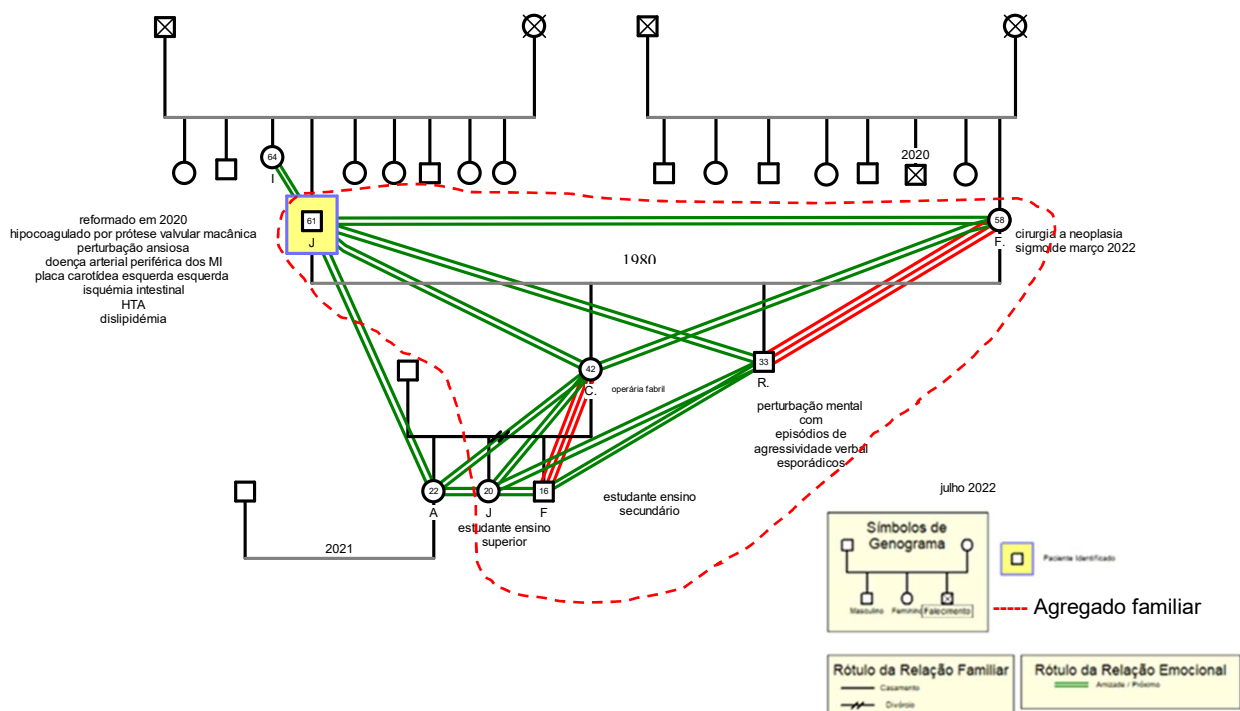 2020
64
I
61
J
58
F.
reformado em 2020
hipocoagulado por prótese valvular macânica
perturbação ansiosa
doença arterial periférica dos MI
placa carotídea esquerda esquerda
isquémia intestinal
HTA
dislipidémia
cirurgia a neoplasia
sigmoide março 2022
1980
42
C.
operária fabril
33
R.
perturbação mental
com
episódios de
agressividade verbal
esporádicos
22
A
20
J
16
F
estudante ensino
superior
estudante ensino
secundário
2021
julho 2022
Símbolos de
Genograma
Masculino
Feminino
Falecimento
Paciente Identificado
Agregado familiar
Rótulo da Relação Familiar
Casamento
Divórcio
Rótulo da Relação Emocional
Amizade / Próximo